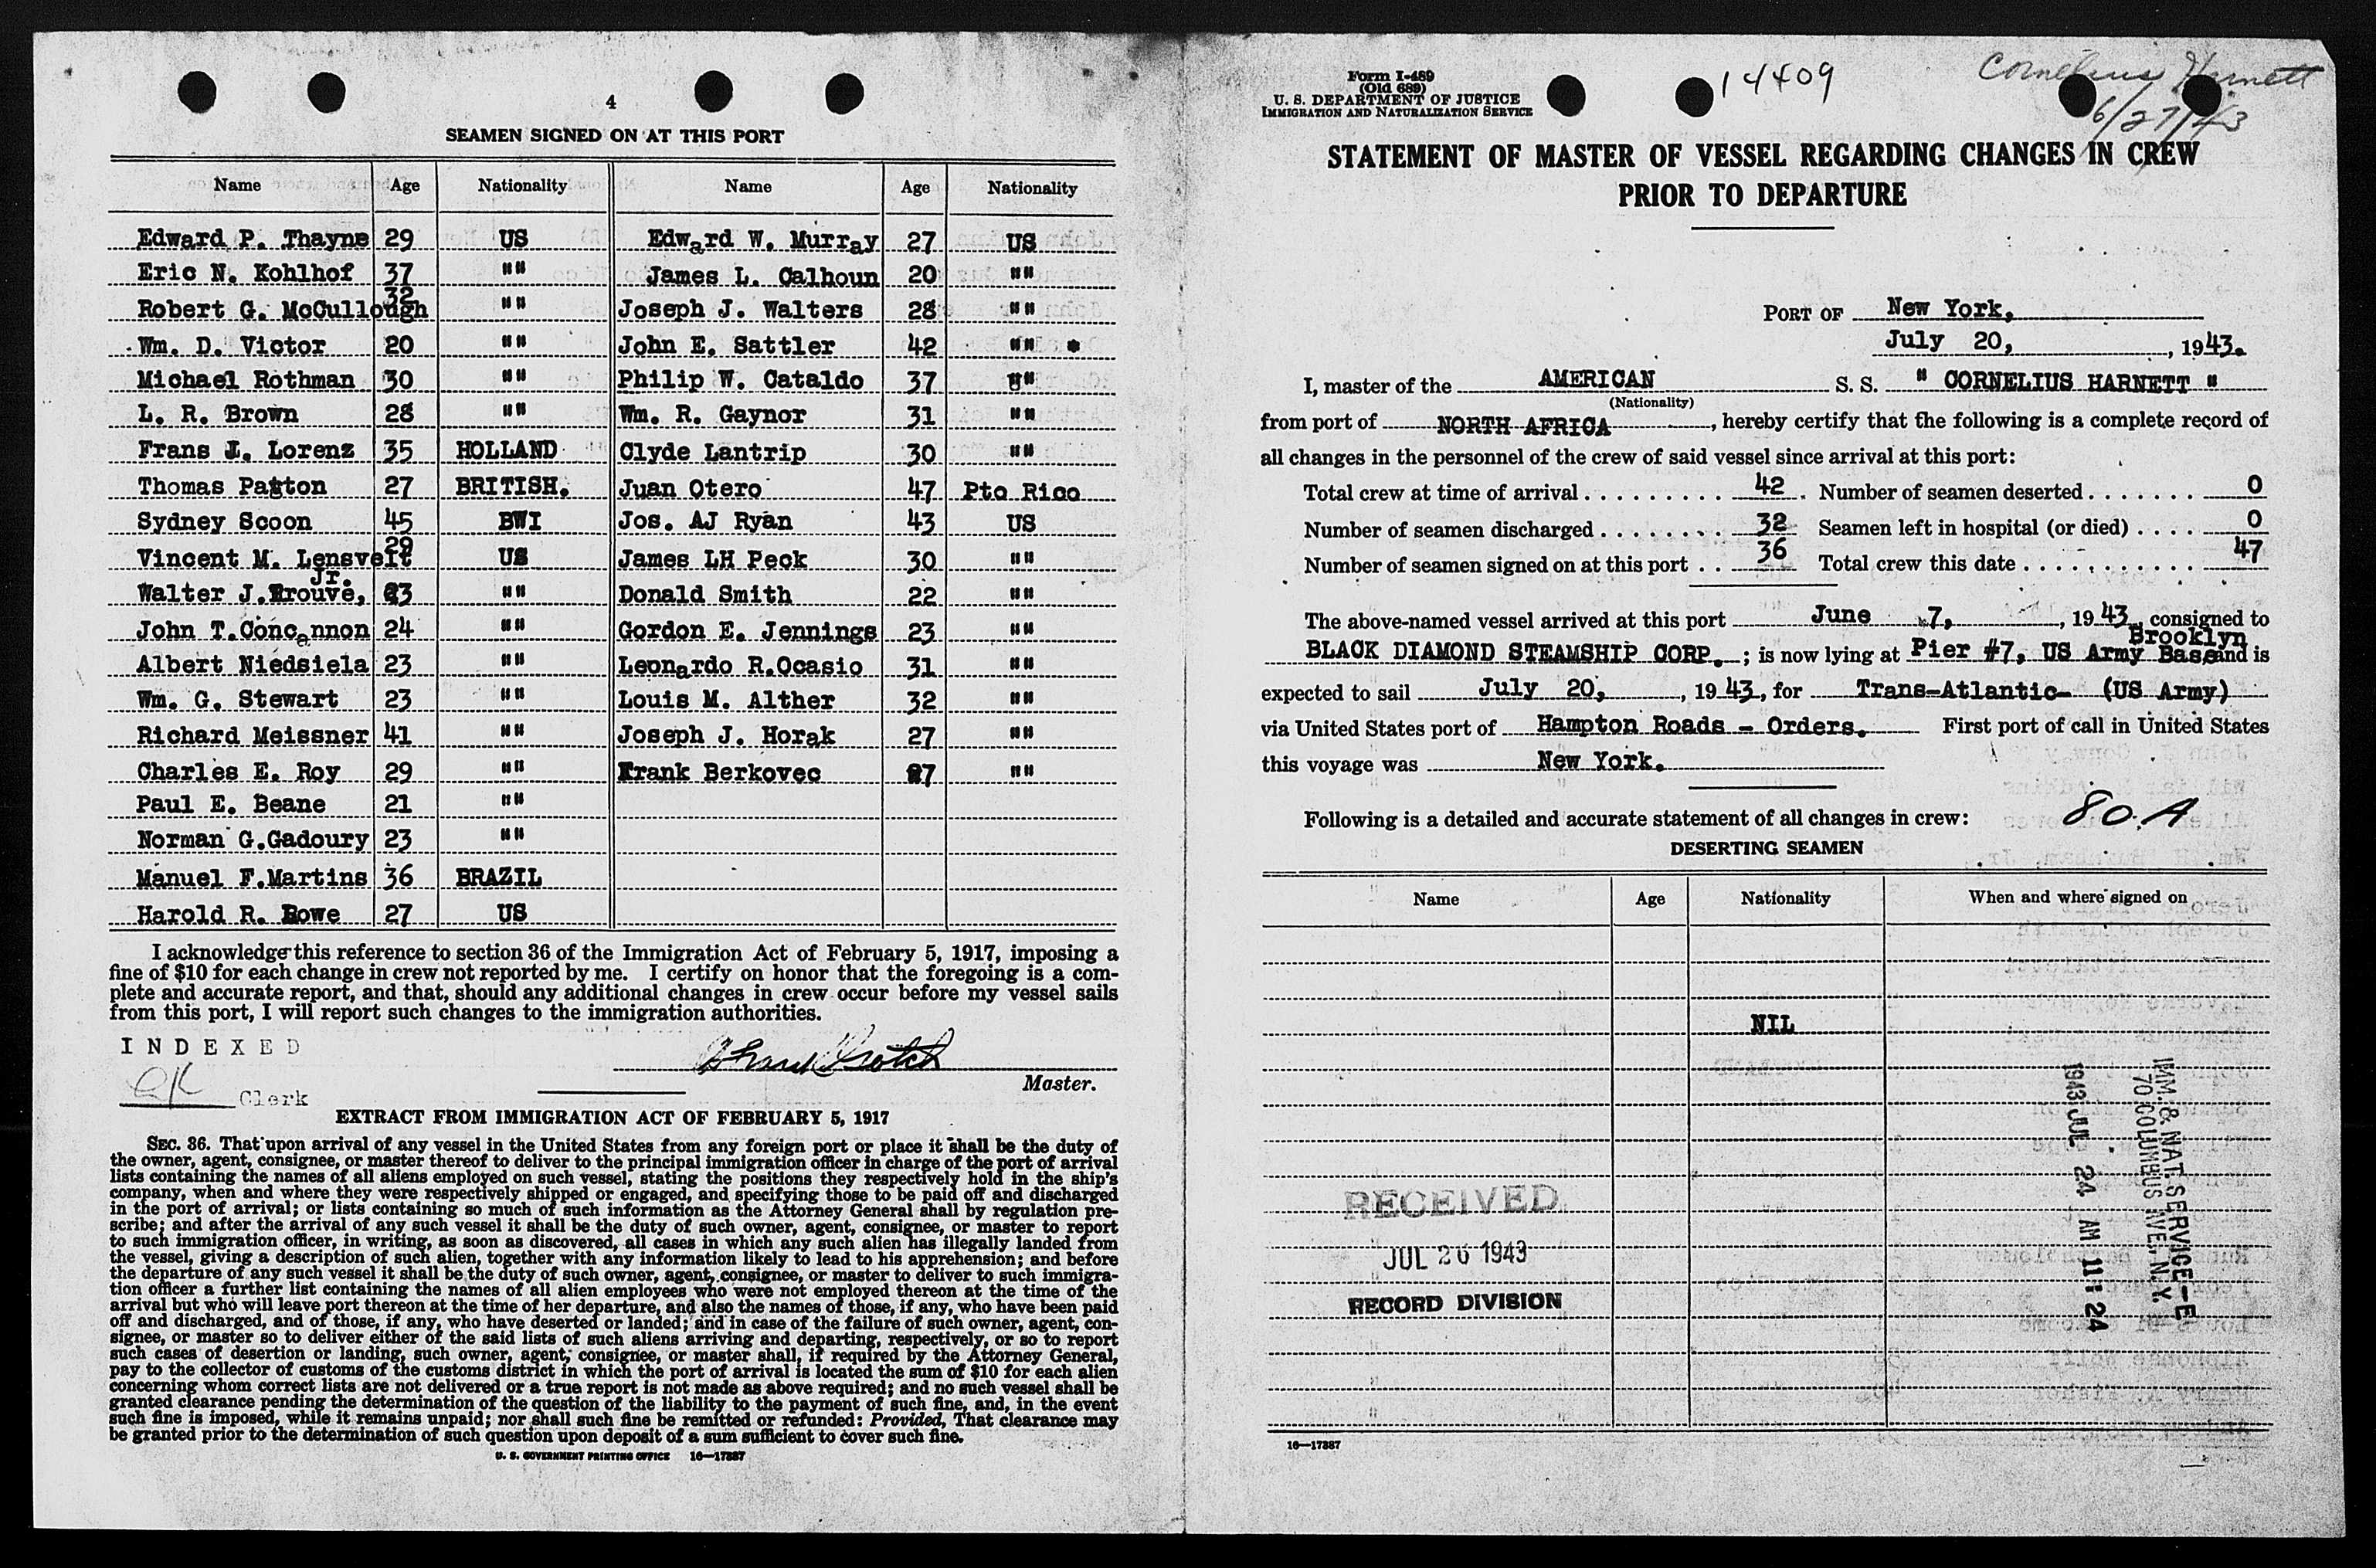 4
SEAMEN SIGNED ON AT THIS PORT
Name Age Nationality Name Age Nationality
Edward P. Thayne 29 US Edward W. Murray 27 US
Eric N. Kohlhof 37 "" James L. Calhoun 20 ""
Robert G. McCullough 32 "" Joseph J. Walters 28 ""
Wm. D. Victor 20 "" John E. Sattler 42 ""
Michael Rothman 30 "" Philip W. Cataldo 37 ""
L. R. Brown 28 "" Wm. R. Gaynor 31 ""
Frans J. Lorenz 35 HOLLAND Clyde Lantrip 30 ""
Thomas Paton 27 BRITISH. Juan Otero 47 Pto Rico
Sydney Scoon 45 BWI Jos. AJ Ryan 43 US
Vincent M. Lensvelt 29 US James LH Peck 30 ""
Walter J. Jr. 23 "" Donald Smith 22 ""
John T.Concannon 24 "" Gordon E. Jennings 23 ""
Albert Niedsiela 23 "" Leonardo R.Ocasio 31 ""
Wm. G. Stewart 23 "" Louis M. Alther 32 ""
Richard Meissner 41 "" Joseph J. Horak 27 ""
Charles E. Roy 29 "" Frank Berkovec 27 ""
Paul E. Beane 21 ""
Norman G.Gadoury 23 ""
Manuel F.Martins 36 BRAZIL
Harold R. 27 US
I acknowledge this reference to section 36 of the Immigration Act of February 5, 1917, imposing a
fine of $10 for each change in crew not reported by me. I certify on honor that the foregoing is a com-
plete and accurate report, and that, should any additional changes in crew occur before my vessel sails
from this port, I will report such changes to the immigration authorities.
INDEXED
Clerk
Master.
EXTRACT FROM IMMIGRATION ACT OF FEBRUARY 5, 1917
SEC. 36. That upon arrival of any vessel in the United States from any foreign port or place it shall be the duty of
the owner, agent, consignee, or master thereof to deliver to the principal immigration officer in charge of the port of arrival
lists containing the names of all aliens employed on such vessel, stating the positions they respectively hold in the ship's
company, when and where they were respectively shipped or engaged, and specifying those to be paid off and discharged
in the port of arrival; or lists containing so much of such information as the Attorney General shall by regulation pre-
scribe; and after the arrival of any such vessel it shall be the duty of such owner, agent, consignee, or master to report
to such immigration officer, in writing, as soon as discovered, all cases in which any such alien has illegally landed from
the vessel, giving a description of such alien, together with any information likely to lead to his apprehension; and before
the departure of any such vessel it shall be the duty of such owner, agent, consignee, or master to deliver to such immigra-
tion officer a further list containing the names of all alien employees who were not employed thereon at the time of the
arrival but who will leave port thereon at the time of her departure, and also the names of those, if any, who have been paid
off and discharged, and of those, if any, who have deserted or landed; and in case of the failure of such owner, agent, con-
signee, or master so to deliver either of the said lists of such aliens arriving and departing, respectively, or so to report
such cases of desertion or landing, such owner, agent, consignee, or master shall, if required by the Attorney General,
pay to the collector of customs of the customs district in which the port of arrival is located the sum of $10 for each alien
concerning whom correct lists are not delivered or a true report is not made as above required; and no such vessel shall be
granted clearance pending the determination of the question of the liability to the payment of such fine, and, in the event
such fine is imposed, while it remains unpaid; nor shall such fine be remitted or refunded: Provided, That clearance may
be granted prior to the determination of such question upon deposit of a sum sufficient to cover such fine.
U. S. GOVERNMENT PRINTING OFFICE 16—17387
Form I-489
(Old 689)
U. S. DEPARTMENT OF JUSTICE
IMMIGRATION AND NATURALIZATION SERVICE
14409
Cornelius Harnett
6/27/43
STATEMENT OF MASTER OF VESSEL REGARDING CHANGES IN CREW
PRIOR TO DEPARTURE
PORT OF New York,
July 20, , 1943.
I, master of the AMERICAN S. S. " CORNELIUS HARNETT "
(Nationality)
from port of NORTH AFRICA , hereby certify that the following is a complete record of
all changes in the personnel of the crew of said vessel since arrival at this port:
Total crew at time of arrival . . . . . . . . . 42 . Number of seamen deserted . . . . . . . 0
Number of seamen discharged . . . . . . . . 32 Seamen left in hospital (or died) . . . . 0
Number of seamen signed on at this port . . 36 Total crew this date . . . . . . . . . . . 47
The above-named vessel arrived at this port June 7, , 1943, consigned to
BLACK DIAMOND STEAMSHIP CORP. ; is now lying at Pier #7, US Army Base Brooklyn and is
expected to sail July 20, , 1943, for Trans-Atlantic- (US Army)
via United States port of Hampton Roads - Orders. First port of call in United States
this voyage was New York.
Following is a detailed and accurate statement of all changes in crew: 80.A
DESERTING SEAMEN
Name Age Nationality When and where signed on
NIL
RECEIVED
JUL 26 1943
RECORD DIVISION
IMM. & NAT. SERVICE-E
70 COLUMBUS AVE, N. Y.
1943 JUL 24 AM 11:24
16—17387